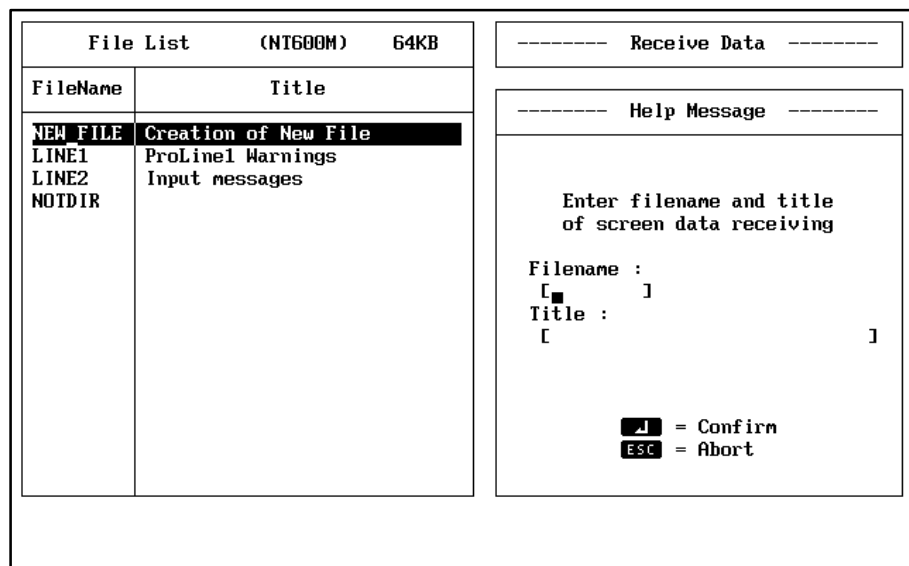 File List (NT600M) 64KB
FileName Title
NEW_FILE Creation of New File
LINE1 ProLine1 Warnings
LINE2 Input messages
NOTDIR
-------- Receive Data --------
-------- Help Message --------
Enter filename and title
of screen data receiving
Filename :
[ ]
Title :
[ ]
↵ = Confirm
ESC = Abort